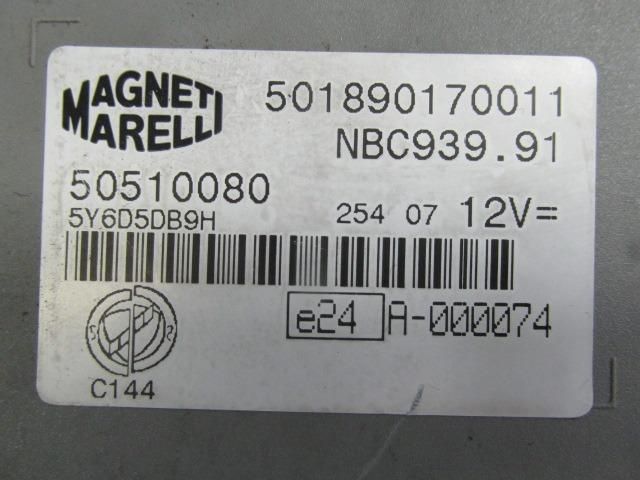 MAGNETI
MARELLI
501890170011
NBC939.91
50510080
5Y6D5DB9H
254 07 12V=
e24 A-000074
C144